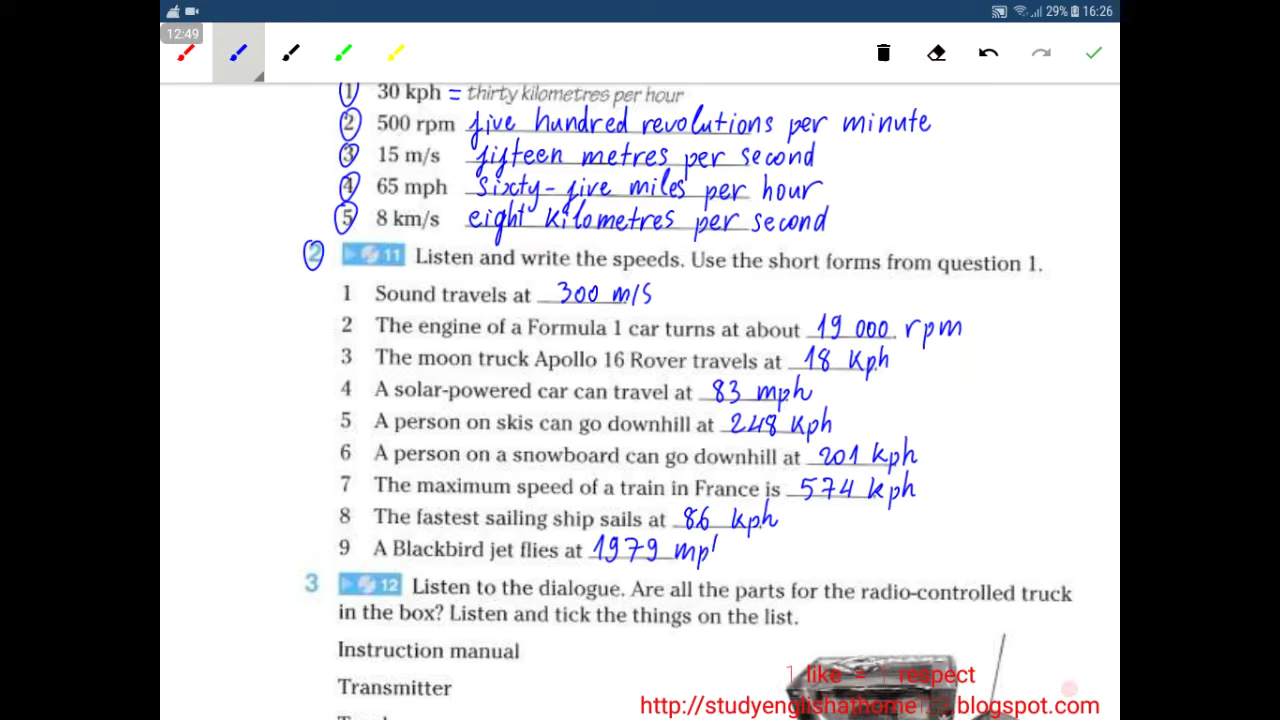 29% 16:26
12:49
1 30 kph = thirty kilometres per hour
2 500 rpm five hundred revolutions per minute
3 15 m/s fifteen metres per second
4 65 mph sixty-five miles per hour
5 8 km/s eight kilometres per second
2 11 Listen and write the speeds. Use the short forms from question 1.
1 Sound travels at 300 m/s
2 The engine of a Formula 1 car turns at about 19 000 rpm
3 The moon truck Apollo 16 Rover travels at 18 kph
4 A solar-powered car can travel at 83 mph
5 A person on skis can go downhill at 248 kph
6 A person on a snowboard can go downhill at 201 kph
7 The maximum speed of a train in France is 574 kph
8 The fastest sailing ship sails at 86 kph
9 A Blackbird jet flies at 1979 mpl
3 12 Listen to the dialogue. Are all the parts for the radio-controlled truck
in the box? Listen and tick the things on the list.
Instruction manual
1 like = 1 respect
Transmitter